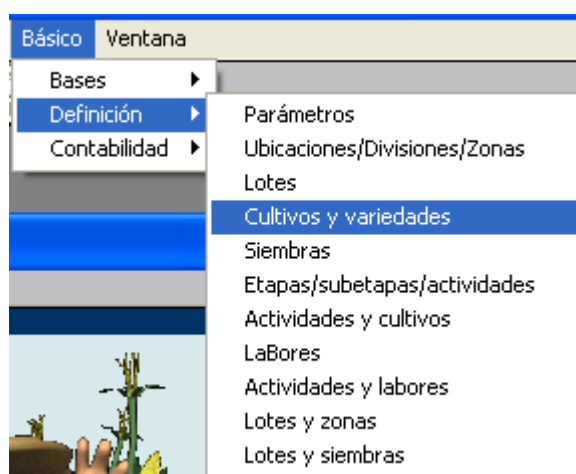 Básico Ventana
Bases
Definición
Contabilidad
Parámetros
Ubicaciones/Divisiones/Zonas
Lotes
Cultivos y variedades
Siembras
Etapas/subetapas/actividades
Actividades y cultivos
LaBores
Actividades y labores
Lotes y zonas
Lotes y siembras